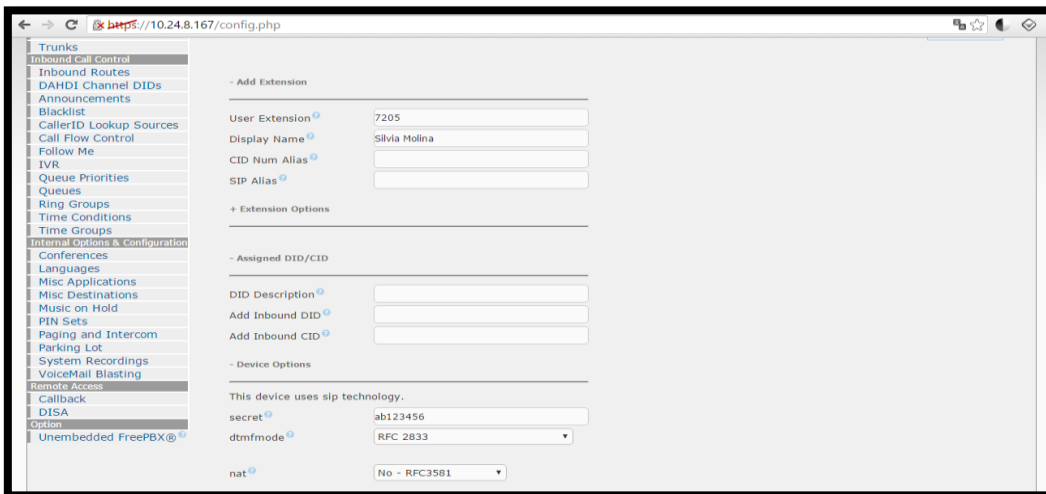 https://10.24.8.167/config.php
Trunks
Inbound Call Control
Inbound Routes
DAHDI Channel DIDs
Announcements
Blacklist
CallerID Lookup Sources
Call Flow Control
Follow Me
IVR
Queue Priorities
Queues
Ring Groups
Time Conditions
Time Groups
Internal Options & Configuration
Conferences
Languages
Misc Applications
Misc Destinations
Music on Hold
PIN Sets
Paging and Intercom
Parking Lot
System Recordings
VoiceMail Blasting
Remote Access
Callback
DISA
Option
Unembedded FreePBX®
- Add Extension
User Extension 7205
Display Name Silvia Molina
CID Num Alias
SIP Alias
+ Extension Options
- Assigned DID/CID
DID Description
Add Inbound DID
Add Inbound CID
- Device Options
This device uses sip technology.
secret ab123456
dtmfmode RFC 2833
nat No - RFC3581